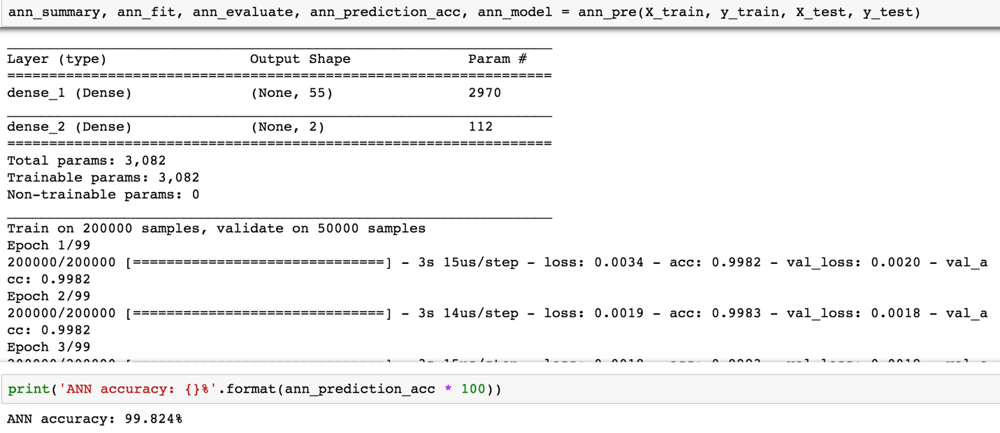 ann_summary, ann_fit, ann_evaluate, ann_prediction_acc, ann_model = ann_pre(X_train, y_train, X_test, y_test)
_________________________________________________________________
Layer (type)                 Output Shape              Param #
=================================================================
dense_1 (Dense)              (None, 55)                2970
_________________________________________________________________
dense_2 (Dense)              (None, 2)                 112
=================================================================
Total params: 3,082
Trainable params: 3,082
Non-trainable params: 0
_________________________________________________________________
Train on 200000 samples, validate on 50000 samples
Epoch 1/99
200000/200000 [==============================] - 3s 15us/step - loss: 0.0034 - acc: 0.9982 - val_loss: 0.0020 - val_a
cc: 0.9982
Epoch 2/99
200000/200000 [==============================] - 3s 14us/step - loss: 0.0019 - acc: 0.9983 - val_loss: 0.0018 - val_a
cc: 0.9982
Epoch 3/99
print('ANN accuracy: {}%'.format(ann_prediction_acc * 100))
ANN accuracy: 99.824%